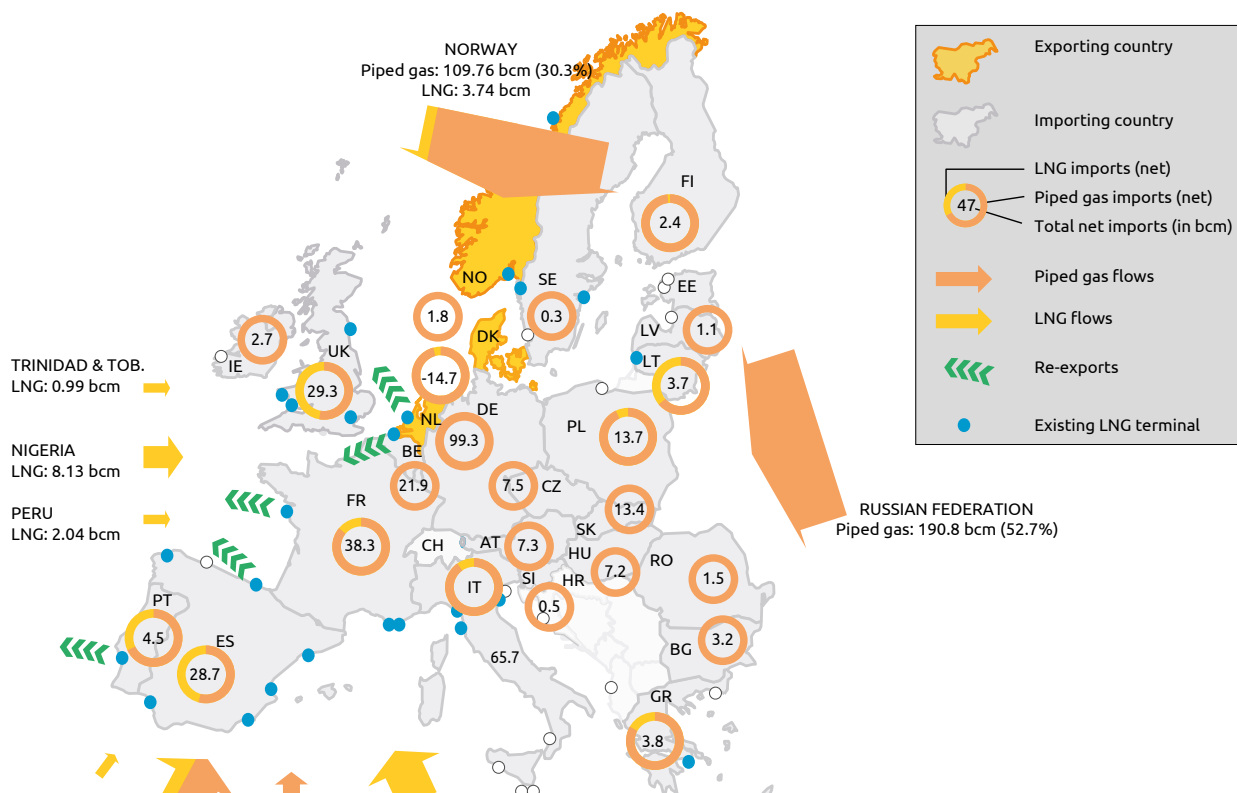 NORWAY
Piped gas: 109.76 bcm (30.3%)
LNG: 3.74 bcm
Exporting country
Importing country
LNG imports (net)
Piped gas imports (net)
Total net imports (in bcm)
47
Piped gas flows
LNG flows
Re-exports
Existing LNG terminal
FI
2.4
NO
SE
0.3
EE
1.8
DK
LV
1.1
LT
3.7
2.7
IE
UK
29.3
-14.7
NL
DE
99.3
PL
13.7
TRINIDAD & TOB.
LNG: 0.99 bcm
NIGERIA
LNG: 8.13 bcm
PERU
LNG: 2.04 bcm
BE
21.9
7.5
CZ
13.4
SK
RUSSIAN FEDERATION
Piped gas: 190.8 bcm (52.7%)
FR
38.3
CH
AT
7.3
HU
7.2
RO
1.5
IT
SI
HR
0.5
PT
4.5
ES
28.7
65.7
BG
3.2
GR
3.8